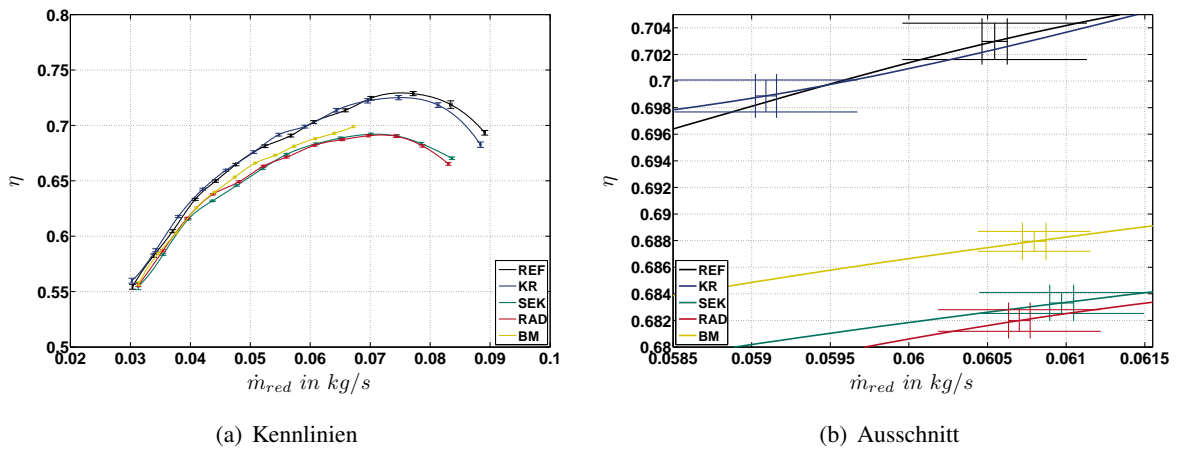 0.8
0.75
0.7
0.65
0.6
0.55
0.5
η
0.02 0.03 0.04 0.05 0.06 0.07 0.08 0.09 0.1
ṁ_red in kg/s
REF
KR
SEK
RAD
BM
(a) Kennlinien
0.704
0.702
0.7
0.698
0.696
0.694
0.692
0.69
0.688
0.686
0.684
0.682
0.68
η
0.0585 0.059 0.0595 0.06 0.0605 0.061 0.0615
ṁ_red in kg/s
REF
KR
SEK
RAD
BM
(b) Ausschnitt